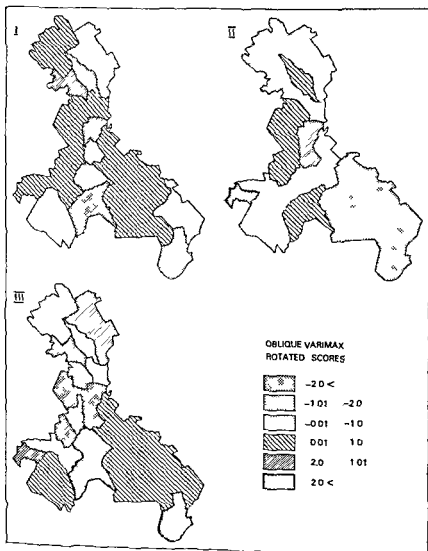 I
II
III
OBLIQUE VARIMAX
ROTATED SCORES
-2.0 <
-1.01 -2.0
-0.01 -1.0
0.01 1.0
2.0 1.01
2.0 <